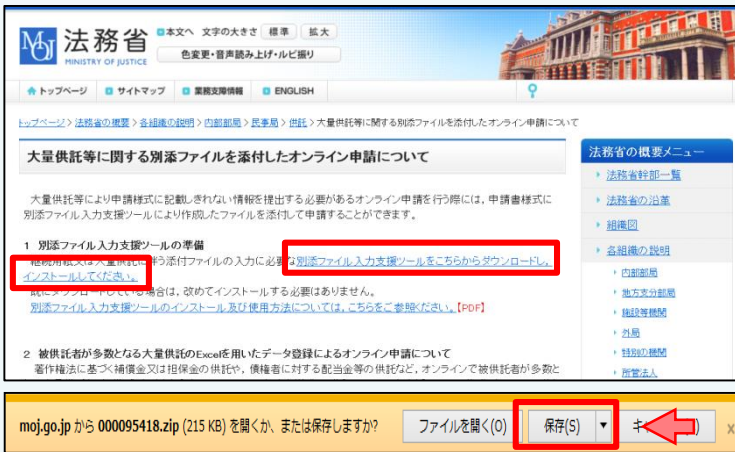 法務省
MINISTRY OF JUSTICE
本文へ 文字の大きさ 標準 拡大
色変更・音声読み上げ・ルビ振り
トップページ サイトマップ 業務支障情報 ENGLISH
トップページ > 法務省の概要 > 各組織の説明 > 内部部局 > 民事局 > 供託 > 大量供託等に関する別添ファイルを添付したオンライン申請について
大量供託等に関する別添ファイルを添付したオンライン申請について
大量供託等により申請様式に記載しきれない情報を提出する必要があるオンライン申請を行う際には,申請書様式に
別添ファイル入力支援ツールにより作成したファイルを添付して申請することができます。
1 別添ファイル入力支援ツールの準備
継続用紙又は大量供託に伴う添付ファイルの入力に必要な別添ファイル入力支援ツールをこちらからダウンロードし,
インストールしてください。
既にダウンロードしている場合は,改めてインストールする必要はありません。
別添ファイル入力支援ツールのインストール及び使用方法については,こちらをご参照ください。【PDF】
2 被供託者が多数となる大量供託のExcelを用いたデータ登録によるオンライン申請について
著作権法に基づく補償金又は担保金の供託や,債権者に対する配当金等の供託など,オンラインで被供託者が多数と
法務省の概要メニュー
法務省幹部一覧
法務省の沿革
組織図
各組織の説明
内部部局
地方支分部局
施設等機関
外局
特別の機関
所管法人
moj.go.jp から 000095418.zip (215 KB) を開くか、または保存しますか?
ファイルを開く(O)
保存(S) ▼
キ
x